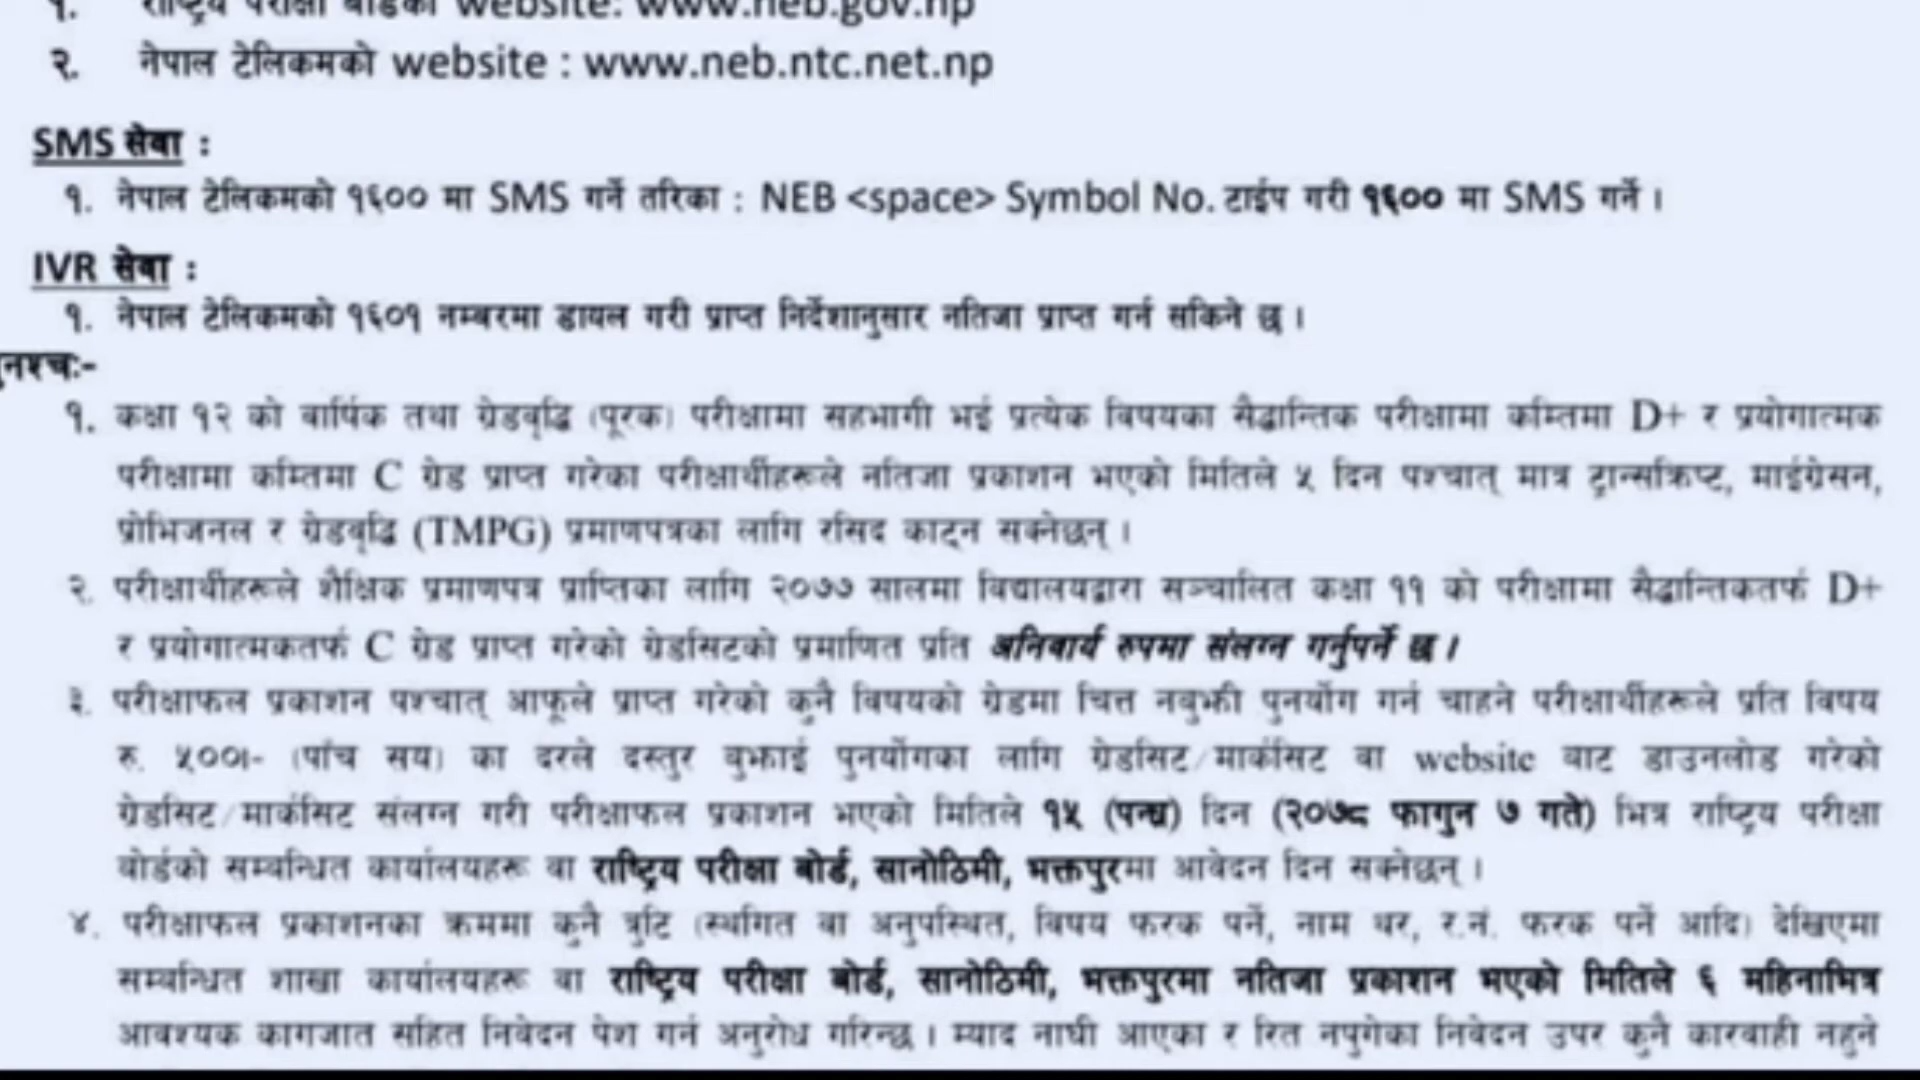 १. राष्ट्रिय परीक्षा बोर्डको website: www.neb.gov.np
२. नेपाल टेलिकमको website : www.neb.ntc.net.np
SMS सेवा :
१. नेपाल टेलिकमको १६०० मा SMS गर्ने तरिका : NEB <space> Symbol No. टाईप गरी १६०० मा SMS गर्ने ।
IVR सेवा :
१. नेपाल टेलिकमको १६०१ नम्बरमा डायल गरी प्राप्त निर्देशानुसार नतिजा प्राप्त गर्न सकिने छ ।
पुनश्चः-
१. कक्षा १२ को वार्षिक तथा ग्रेडवृद्धि (पूरक) परीक्षामा सहभागी भई प्रत्येक विषयका सैद्धान्तिक परीक्षामा कम्तिमा D+ र प्रयोगात्मक
परीक्षामा कम्तिमा C ग्रेड प्राप्त गरेका परीक्षार्थीहरूले नतिजा प्रकाशन भएको मितिले ५ दिन पश्चात् मात्र ट्रान्सक्रिप्ट, माईग्रेसन,
प्रोभिजनल र ग्रेडवृद्धि (TMPG) प्रमाणपत्रका लागि रसिद काट्न सक्नेछन् ।
२. परीक्षार्थीहरूले शैक्षिक प्रमाणपत्र प्राप्तिका लागि २०७७ सालमा विद्यालयद्वारा सञ्चालित कक्षा ११ को परीक्षामा सैद्धान्तिकतर्फ D+
र प्रयोगात्मकतर्फ C ग्रेड प्राप्त गरेको ग्रेडसिटको प्रमाणित प्रति अनिवार्य रुपमा संलग्न गर्नुपर्ने छ ।
३. परीक्षाफल प्रकाशन पश्चात् आफूले प्राप्त गरेको कुनै विषयको ग्रेडमा चित्त नबुझी पुनर्योग गर्न चाहने परीक्षार्थीहरूले प्रति विषय
रु. ५००।- (पांच सय) का दरले दस्तुर बुझाई पुनर्योगका लागि ग्रेडसिट/मार्कसिट वा website बाट डाउनलोड गरेको
ग्रेडसिट/मार्कसिट संलग्न गरी परीक्षाफल प्रकाशन भएको मितिले १५ (पन्ध्र) दिन (२०७८ फागुन ७ गते) भित्र राष्ट्रिय परीक्षा
बोर्डको सम्बन्धित कार्यालयहरू वा राष्ट्रिय परीक्षा बोर्ड, सानोठिमी, भक्तपुरमा आवेदन दिन सक्नेछन् ।
४. परीक्षाफल प्रकाशनका क्रममा कुनै त्रुटि (स्थगित वा अनुपस्थित, विषय फरक पर्ने, नाम थर, र.नं. फरक पर्ने आदि) देखिएमा
सम्बन्धित शाखा कार्यालयहरू वा राष्ट्रिय परीक्षा बोर्ड, सानोठिमी, भक्तपुरमा नतिजा प्रकाशन भएको मितिले ६ महिनाभित्र
आवश्यक कागजात सहित निवेदन पेश गर्न अनुरोध गरिन्छ । म्याद नाघी आएका र रित नपुगेका निवेदन उपर कुनै कारवाही नहुने